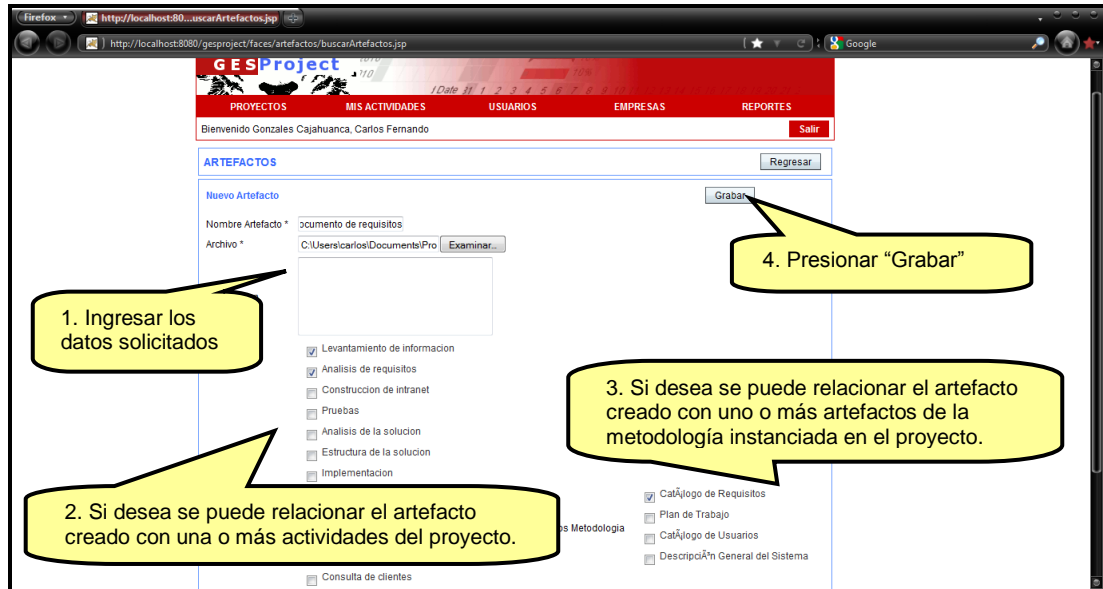 Firefox
http://localhost:80...uscarArtefactos.jsp
http://localhost:8080/gesproject/faces/artefactos/buscarArtefactos.jsp
Google
GESProject
PROYECTOS MIS ACTIVIDADES USUARIOS EMPRESAS REPORTES
Bienvenido Gonzales Cajahuanca, Carlos Fernando
Salir
ARTEFACTOS
Regresar
Nuevo Artefacto
Grabar
Nombre Artefacto * ocumento de requisitos
Archivo * C:\Users\carlos\Documents\Pro Examinar...
4. Presionar “Grabar”
1. Ingresar los
datos solicitados
Levantamiento de informacion
Analisis de requisitos
Construccion de intranet
Pruebas
Analisis de la solucion
Estructura de la solucion
Implementacion
3. Si desea se puede relacionar el artefacto
creado con uno o más artefactos de la
metodología instanciada en el proyecto.
2. Si desea se puede relacionar el artefacto
creado con una o más actividades del proyecto.
os Metodologia
CatÃ¡logo de Requisitos
Plan de Trabajo
CatÃ¡logo de Usuarios
DescripciÃ³n General del Sistema
Consulta de clientes